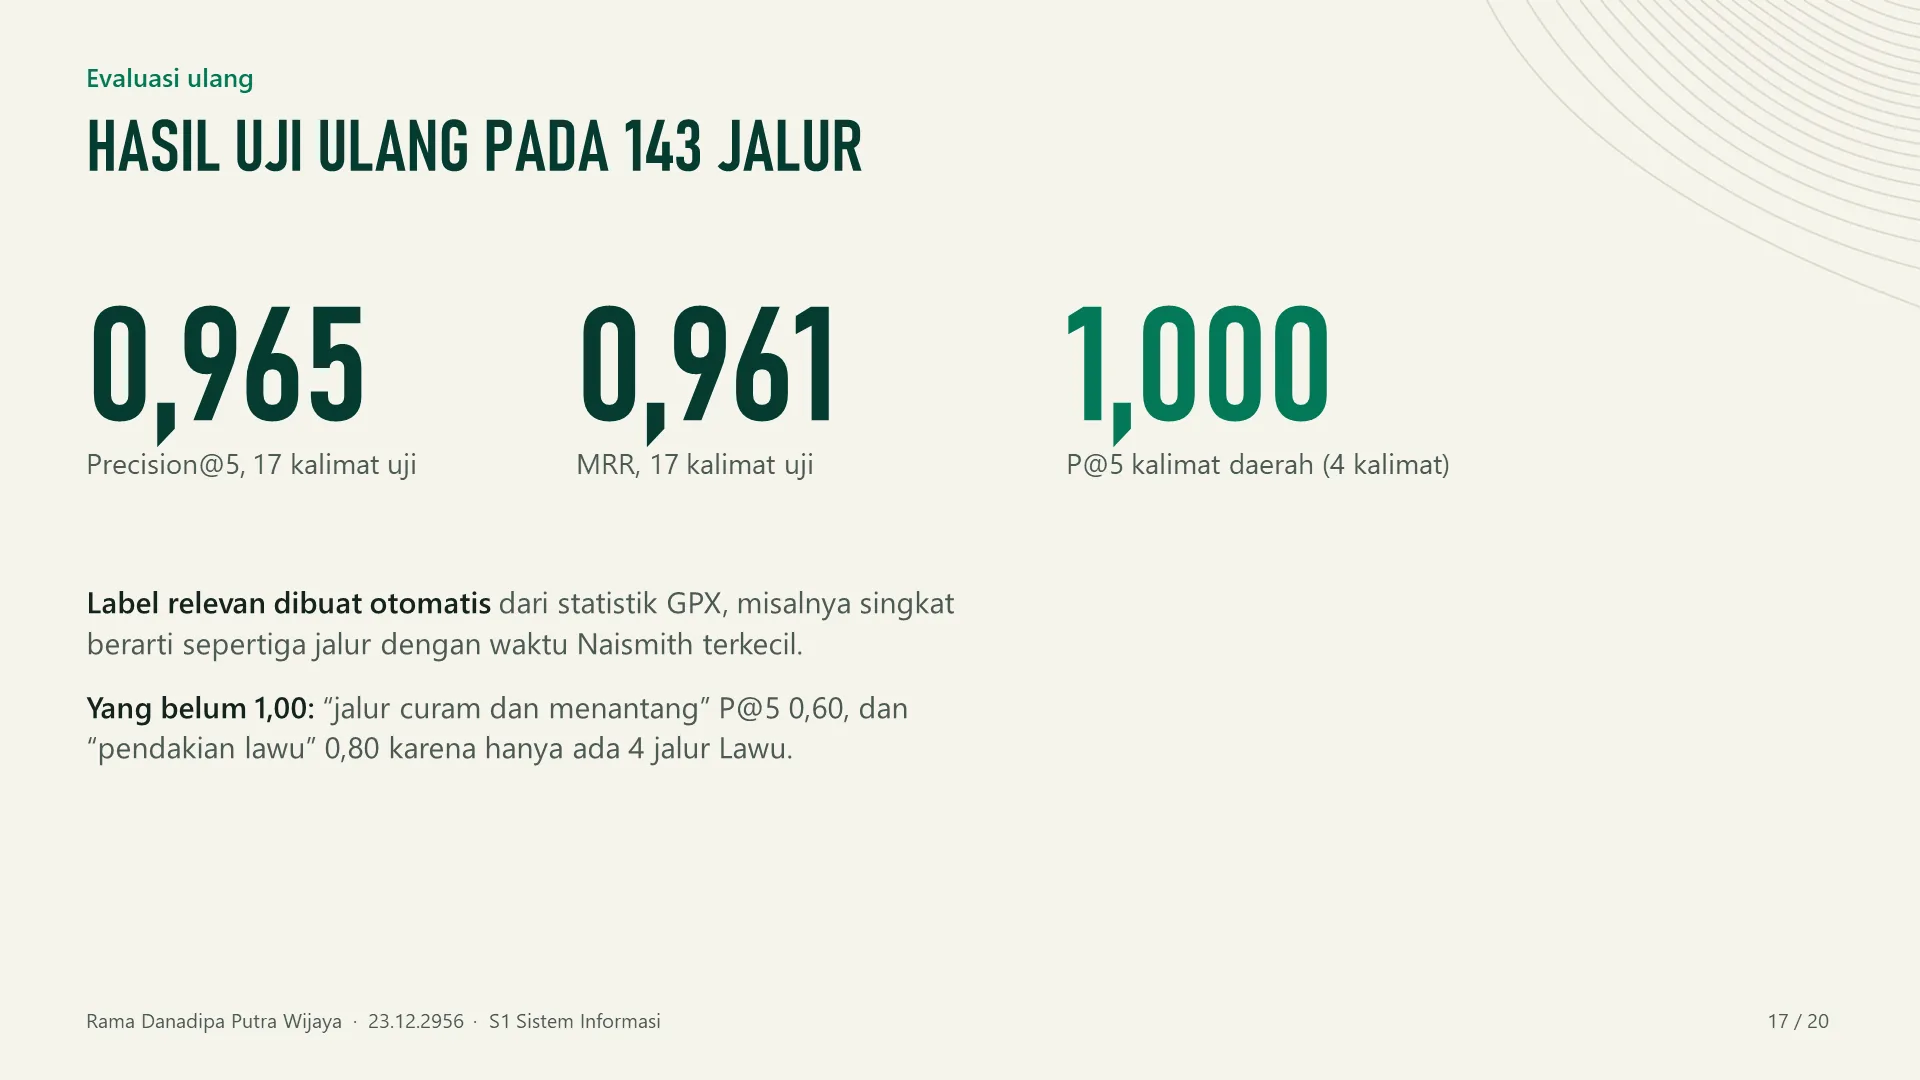 Evaluasi ulang
HASIL UJI ULANG PADA 143 JALUR
0,965
Precision@5, 17 kalimat uji
0,961
MRR, 17 kalimat uji
1,000
P@5 kalimat daerah (4 kalimat)
Label relevan dibuat otomatis dari statistik GPX, misalnya singkat
berarti sepertiga jalur dengan waktu Naismith terkecil.
Yang belum 1,00: “jalur curam dan menantang” P@5 0,60, dan
“pendakian lawu” 0,80 karena hanya ada 4 jalur Lawu.
Rama Danadipa Putra Wijaya · 23.12.2956 · S1 Sistem Informasi
17 / 20